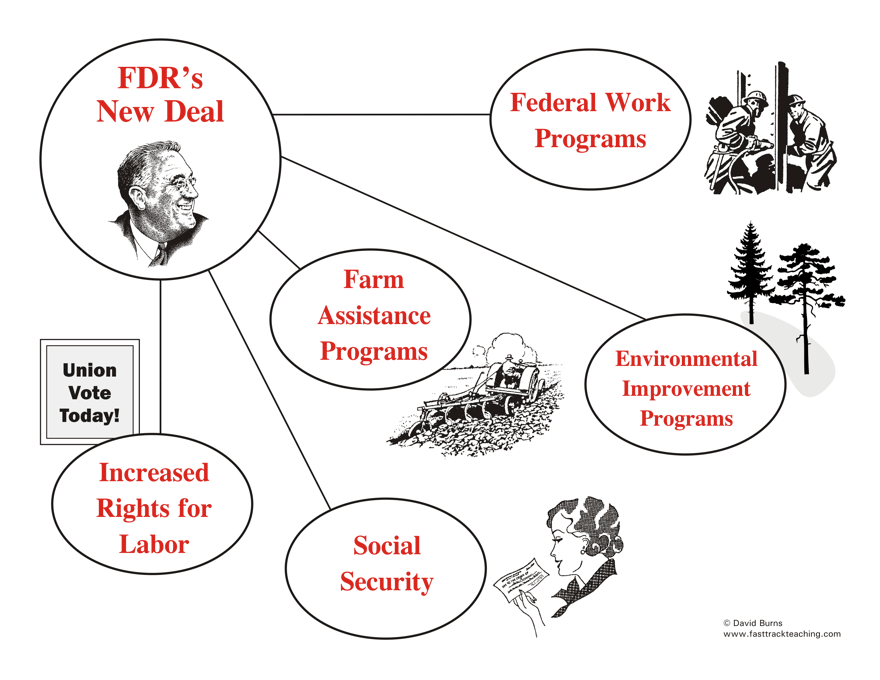 FDR’s
New Deal
Federal Work
Programs
Farm
Assistance
Programs
Environmental
Improvement
Programs
Union
Vote
Today!
Increased
Rights for
Labor
Social
Security
© David Burns
www.fasttrackteaching.com